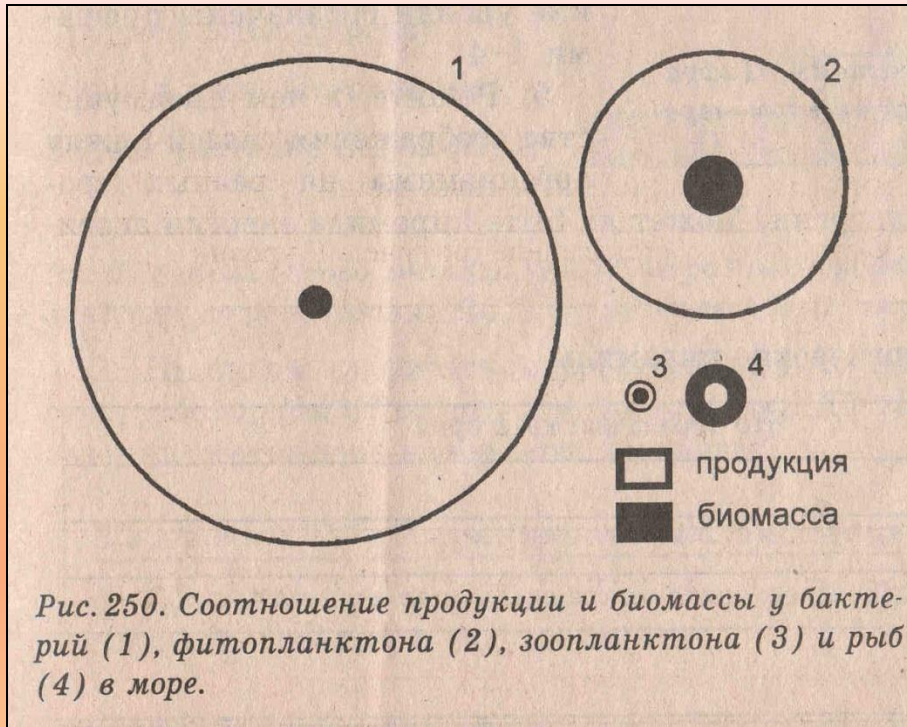 1
2
3
4
продукция
биомасса
Рис. 250. Соотношение продукции и биомассы у бакте-
рий (1), фитопланктона (2), зоопланктона (3) и рыб
(4) в море.